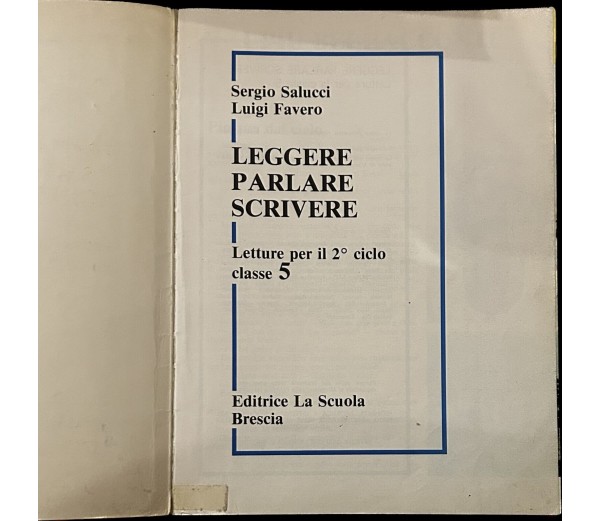 Sergio Salucci
Luigi Favero
LEGGERE
PARLARE
SCRIVERE
Letture per il 2° ciclo
classe 5
Editrice La Scuola
Brescia